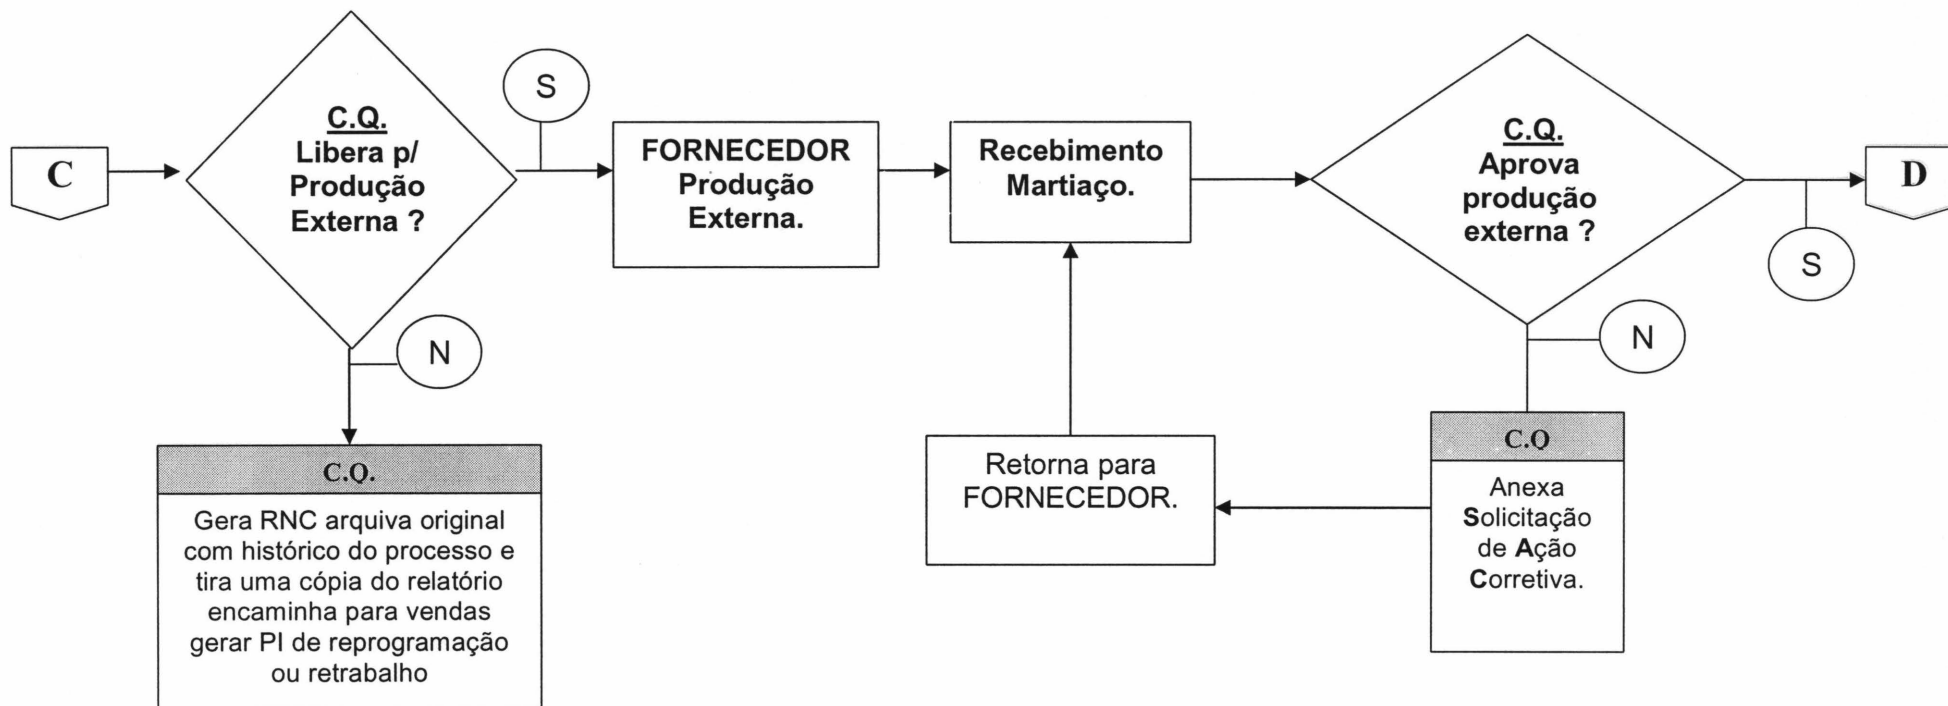 C
C.Q.
Libera p/
Produção
Externa ?
S
N
C.Q.
Gera RNC arquiva original
com histórico do processo e
tira uma cópia do relatório
encaminha para vendas
gerar PI de reprogramação
ou retrabalho
FORNECEDOR
Produção
Externa.
Recebimento
Martiaço.
C.Q.
Aprova
produção
externa ?
S
D
N
C.Q
Anexa
Solicitação
de Ação
Corretiva.
Retorna para
FORNECEDOR.